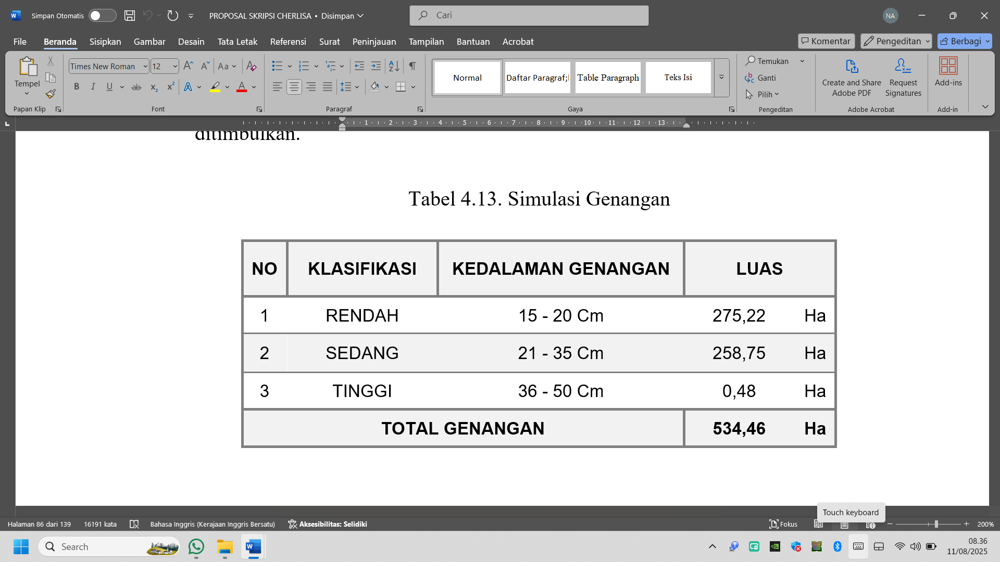 Simpan Otomatis PROPOSAL SKRIPSI CHERLISA • Disimpan Cari NA
File Beranda Sisipkan Gambar Desain Tata Letak Referensi Surat Peninjauan Tampilan Bantuan Acrobat Komentar Pengeditan Berbagi
Tempel
Papan Klip
Times New Roman 12
Font
Paragraf
Normal Daftar Paragraf; Table Paragraph Teks Isi
Gaya
Temukan
Ganti
Pilih
Pengeditan
Create and Share Adobe PDF
Request Signatures
Adobe Acrobat
Add-ins
Add-in
1 2 3 4 5 6 7 8 9 10 11 12 13
ditimbulkan.
Tabel 4.13. Simulasi Genangan
NO KLASIFIKASI KEDALAMAN GENANGAN LUAS
1 RENDAH 15 - 20 Cm 275,22 Ha
2 SEDANG 21 - 35 Cm 258,75 Ha
3 TINGGI 36 - 50 Cm 0,48 Ha
TOTAL GENANGAN 534,46 Ha
Touch keyboard
Halaman 86 dari 139 16191 kata Bahasa Inggris (Kerajaan Inggris Bersatu) Aksesibilitas: Selidiki Fokus 200%
Search
08.36
11/08/2025